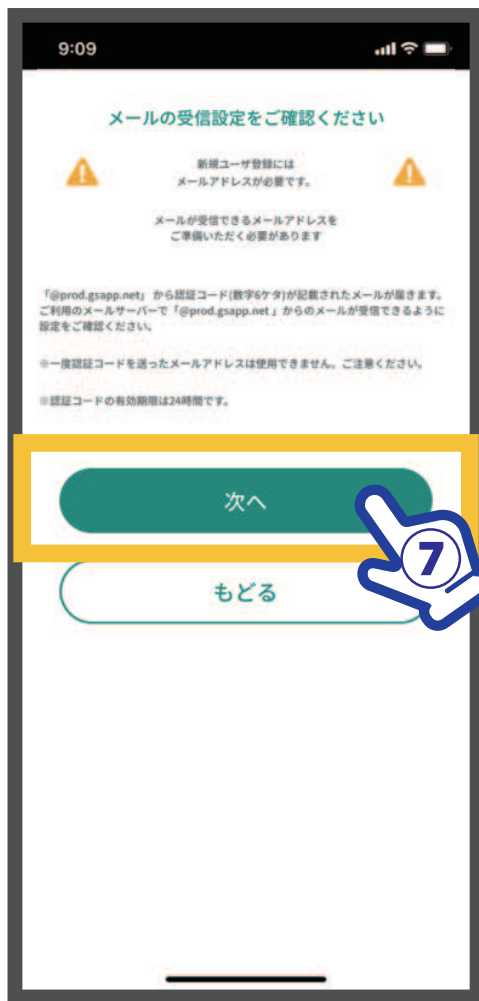 9:09
メールの受信設定をご確認ください
新規ユーザ登録には
メールアドレスが必要です。
メールが受信できるメールアドレスを
ご準備いただく必要があります
「@prod.gsapp.net」 から認証コード(数字6ケタ)が記載されたメールが届きます。
ご利用のメールサーバーで「@prod.gsapp.net 」からのメールが受信できるように
設定をご確認ください。
※一度認証コードを送ったメールアドレスは使用できません。ご注意ください。
※認証コードの有効期限は24時間です。
次へ
⑦
もどる